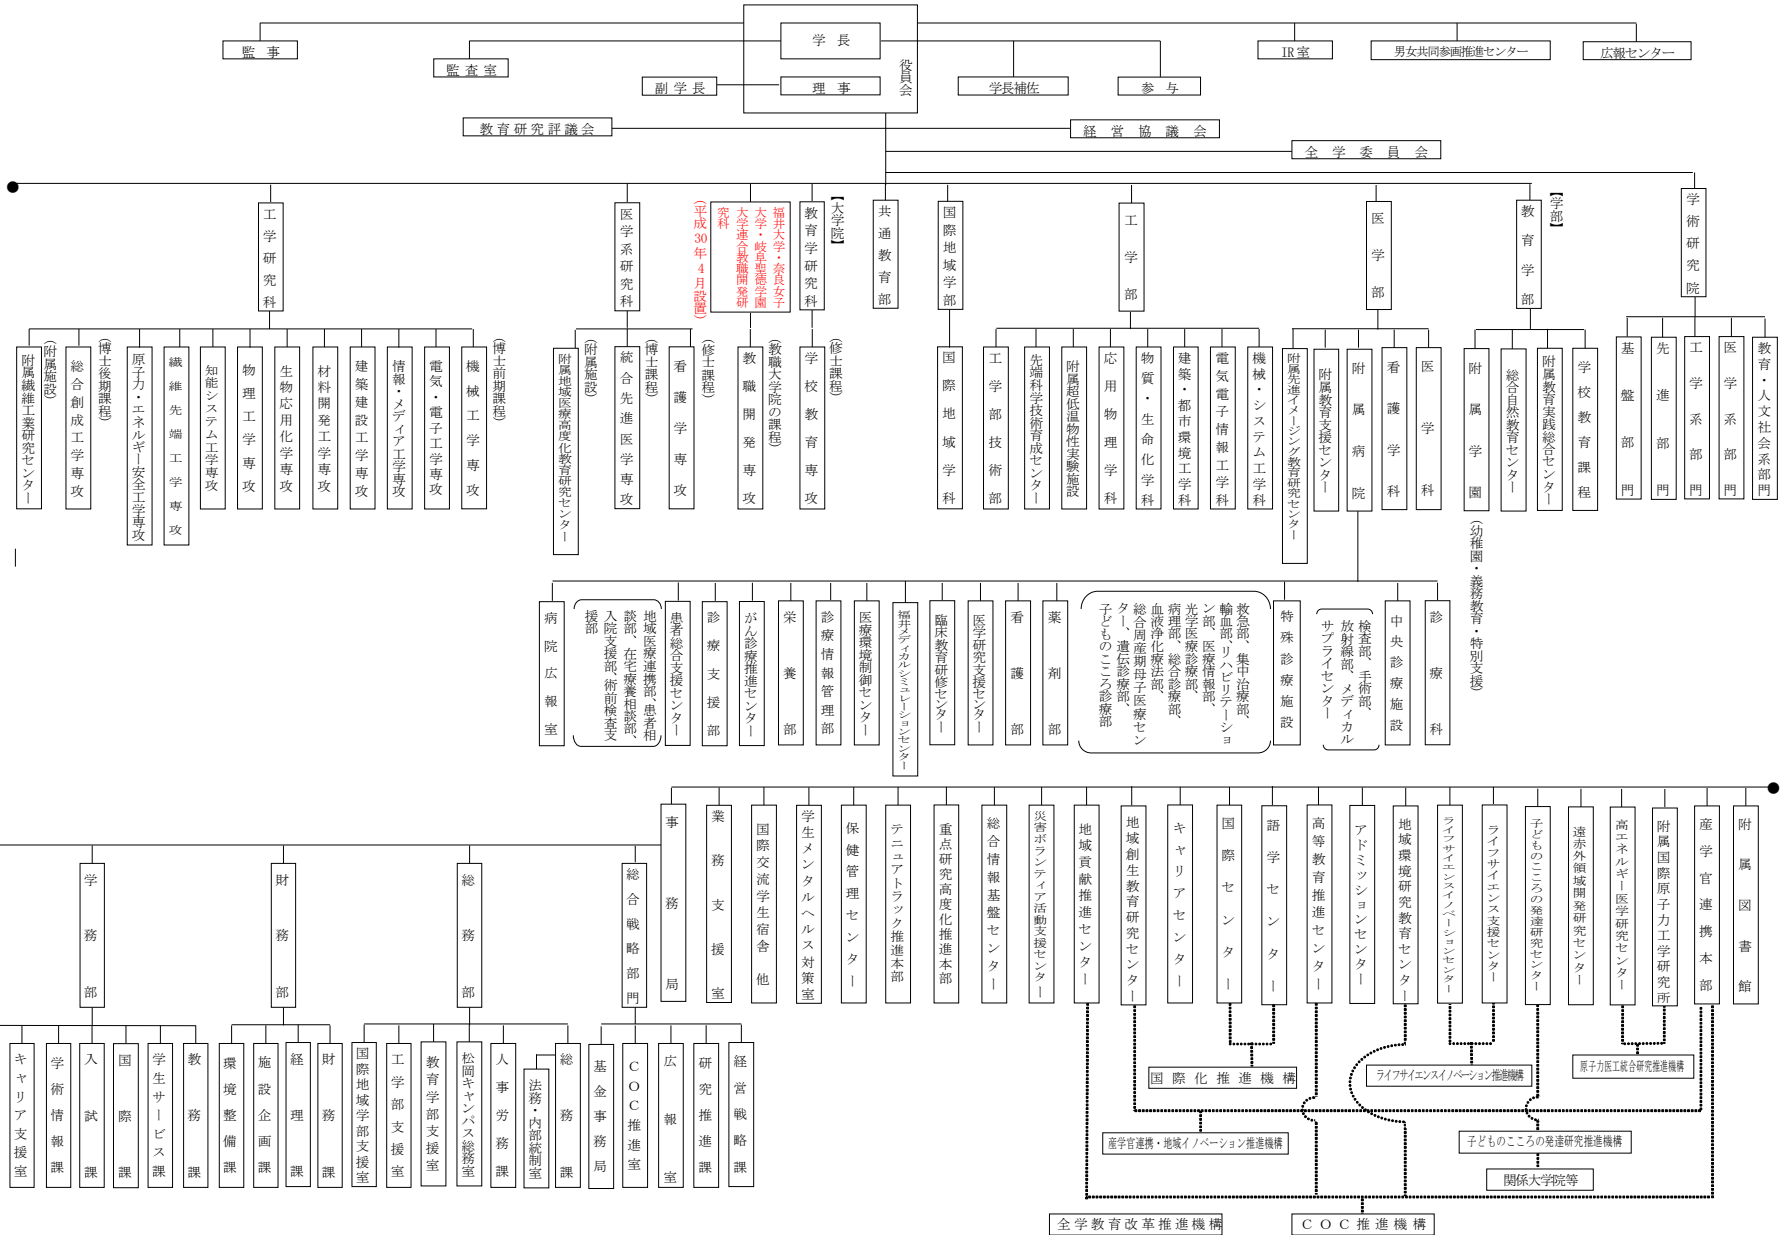 学長
役員会
理事
副学長
監事
監査室
学長補佐
参与
IR室
男女共同参画推進センター
広報センター
教育研究評議会
経営協議会
全学委員会
工学研究科
医学系研究科
(平成30年4月設置)
福井大学・奈良女子
大学・岐阜聖徳学園
大学連合教職開発研
究科
教育学研究科
【大学院】
共通教育部
国際地域学部
工学部
医学部
教育学部
【学部】
学術研究院
附属繊維工業研究センター
(附属施設)
総合創成工学専攻
(博士後期課程)
原子力・エネルギー安全工学専攻
繊維先端工学専攻
知能システム工学専攻
物理工学専攻
生物応用化学専攻
材料開発工学専攻
建築建設工学専攻
情報・メディア工学専攻
電気・電子工学専攻
機械工学専攻
(博士前期課程)
附属地域医療高度化教育研究センター
(附属施設)
統合先進医学専攻
(博士課程)
看護学専攻
(修士課程)
教職開発専攻
(教職大学院の課程)
学校教育専攻
(修士課程)
国際地域学科
工学部技術部
先端科学技術育成センター
附属超低温物性実験施設
応用物理学科
物質・生命化学科
建築・都市環境工学科
電気電子情報工学科
機械・システム工学科
附属先進イメージング教育研究センター
附属教育支援センター
附属病院
看護学科
医学科
附属学園
(幼稚園・義務教育・特別支援)
総合自然教育センター
附属教育実践総合センター
学校教育課程
基盤部門
先進部門
工学系部門
医学系部門
教育・人文社会系部門
病院広報室
地域医療連携部、患者相
談部、在宅療養相談部、
入院支援部、術前検査支
援部
患者総合支援センター
診療支援部
がん診療推進センター
栄養部
診療情報管理部
医療環境制御センター
福井メディカルシミュレーションセンター
臨床教育研修センター
医学研究支援センター
看護部
薬剤部
救急部、集中治療部、
輸血部、リハビリテーショ
ン部、医療情報部、
光学医療診療部、
病理部、総合診療部、
血液浄化療法部、
総合周産期母子医療セン
ター、遺伝診療部、
子どものこころ診療部
特殊診療施設
検査部、手術部、
放射線部、メディカル
サプライセンター
中央診療施設
診療科
事務局
業務支援室
国際交流学生宿舎 他
学生メンタルヘルス対策室
保健管理センター
テニュアトラック推進本部
重点研究高度化推進本部
総合情報基盤センター
災害ボランティア活動支援センター
地域貢献推進センター
地域創生教育研究センター
キャリアセンター
国際センター
語学センター
高等教育推進センター
アドミッションセンター
地域環境研究教育センター
ライフサイエンスイノベーションセンター
ライフサイエンス支援センター
子どものこころの発達研究センター
遠赤外領域開発研究センター
高エネルギー医学研究センター
附属国際原子力工学研究所
産学官連携本部
附属図書館
学務部
財務部
総務部
総合戦略部門
キャリア支援室
学術情報課
入試課
国際課
学生サービス課
教務課
環境整備課
施設企画課
経理課
財務課
国際地域学部支援室
工学部支援室
教育学部支援室
松岡キャンパス総務室
人事労務課
法務・内部統制室
総務課
基金事務局
COC推進室
広報室
研究推進課
経営戦略課
国際化推進機構
ライフサイエンスイノベーション推進機構
原子力医工統合研究推進機構
産学官連携・地域イノベーション推進機構
子どものこころの発達研究推進機構
関係大学院等
全学教育改革推進機構
COC推進機構